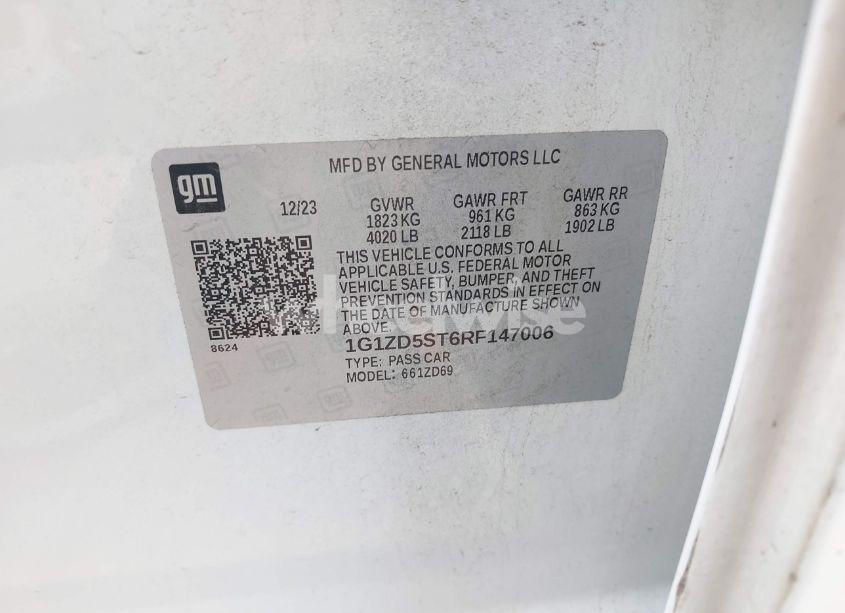 MFD BY GENERAL MOTORS LLC
gm
12/23 GVWR GAWR FRT GAWR RR
1823 KG 961 KG 863 KG
4020 LB 2118 LB 1902 LB
THIS VEHICLE CONFORMS TO ALL
APPLICABLE U.S. FEDERAL MOTOR
VEHICLE SAFETY, BUMPER, AND THEFT
PREVENTION STANDARDS IN EFFECT ON
THE DATE OF MANUFACTURE SHOWN
ABOVE.
8624
1G1ZD5ST6RF147006
TYPE: PASS CAR
MODEL: 661ZD69